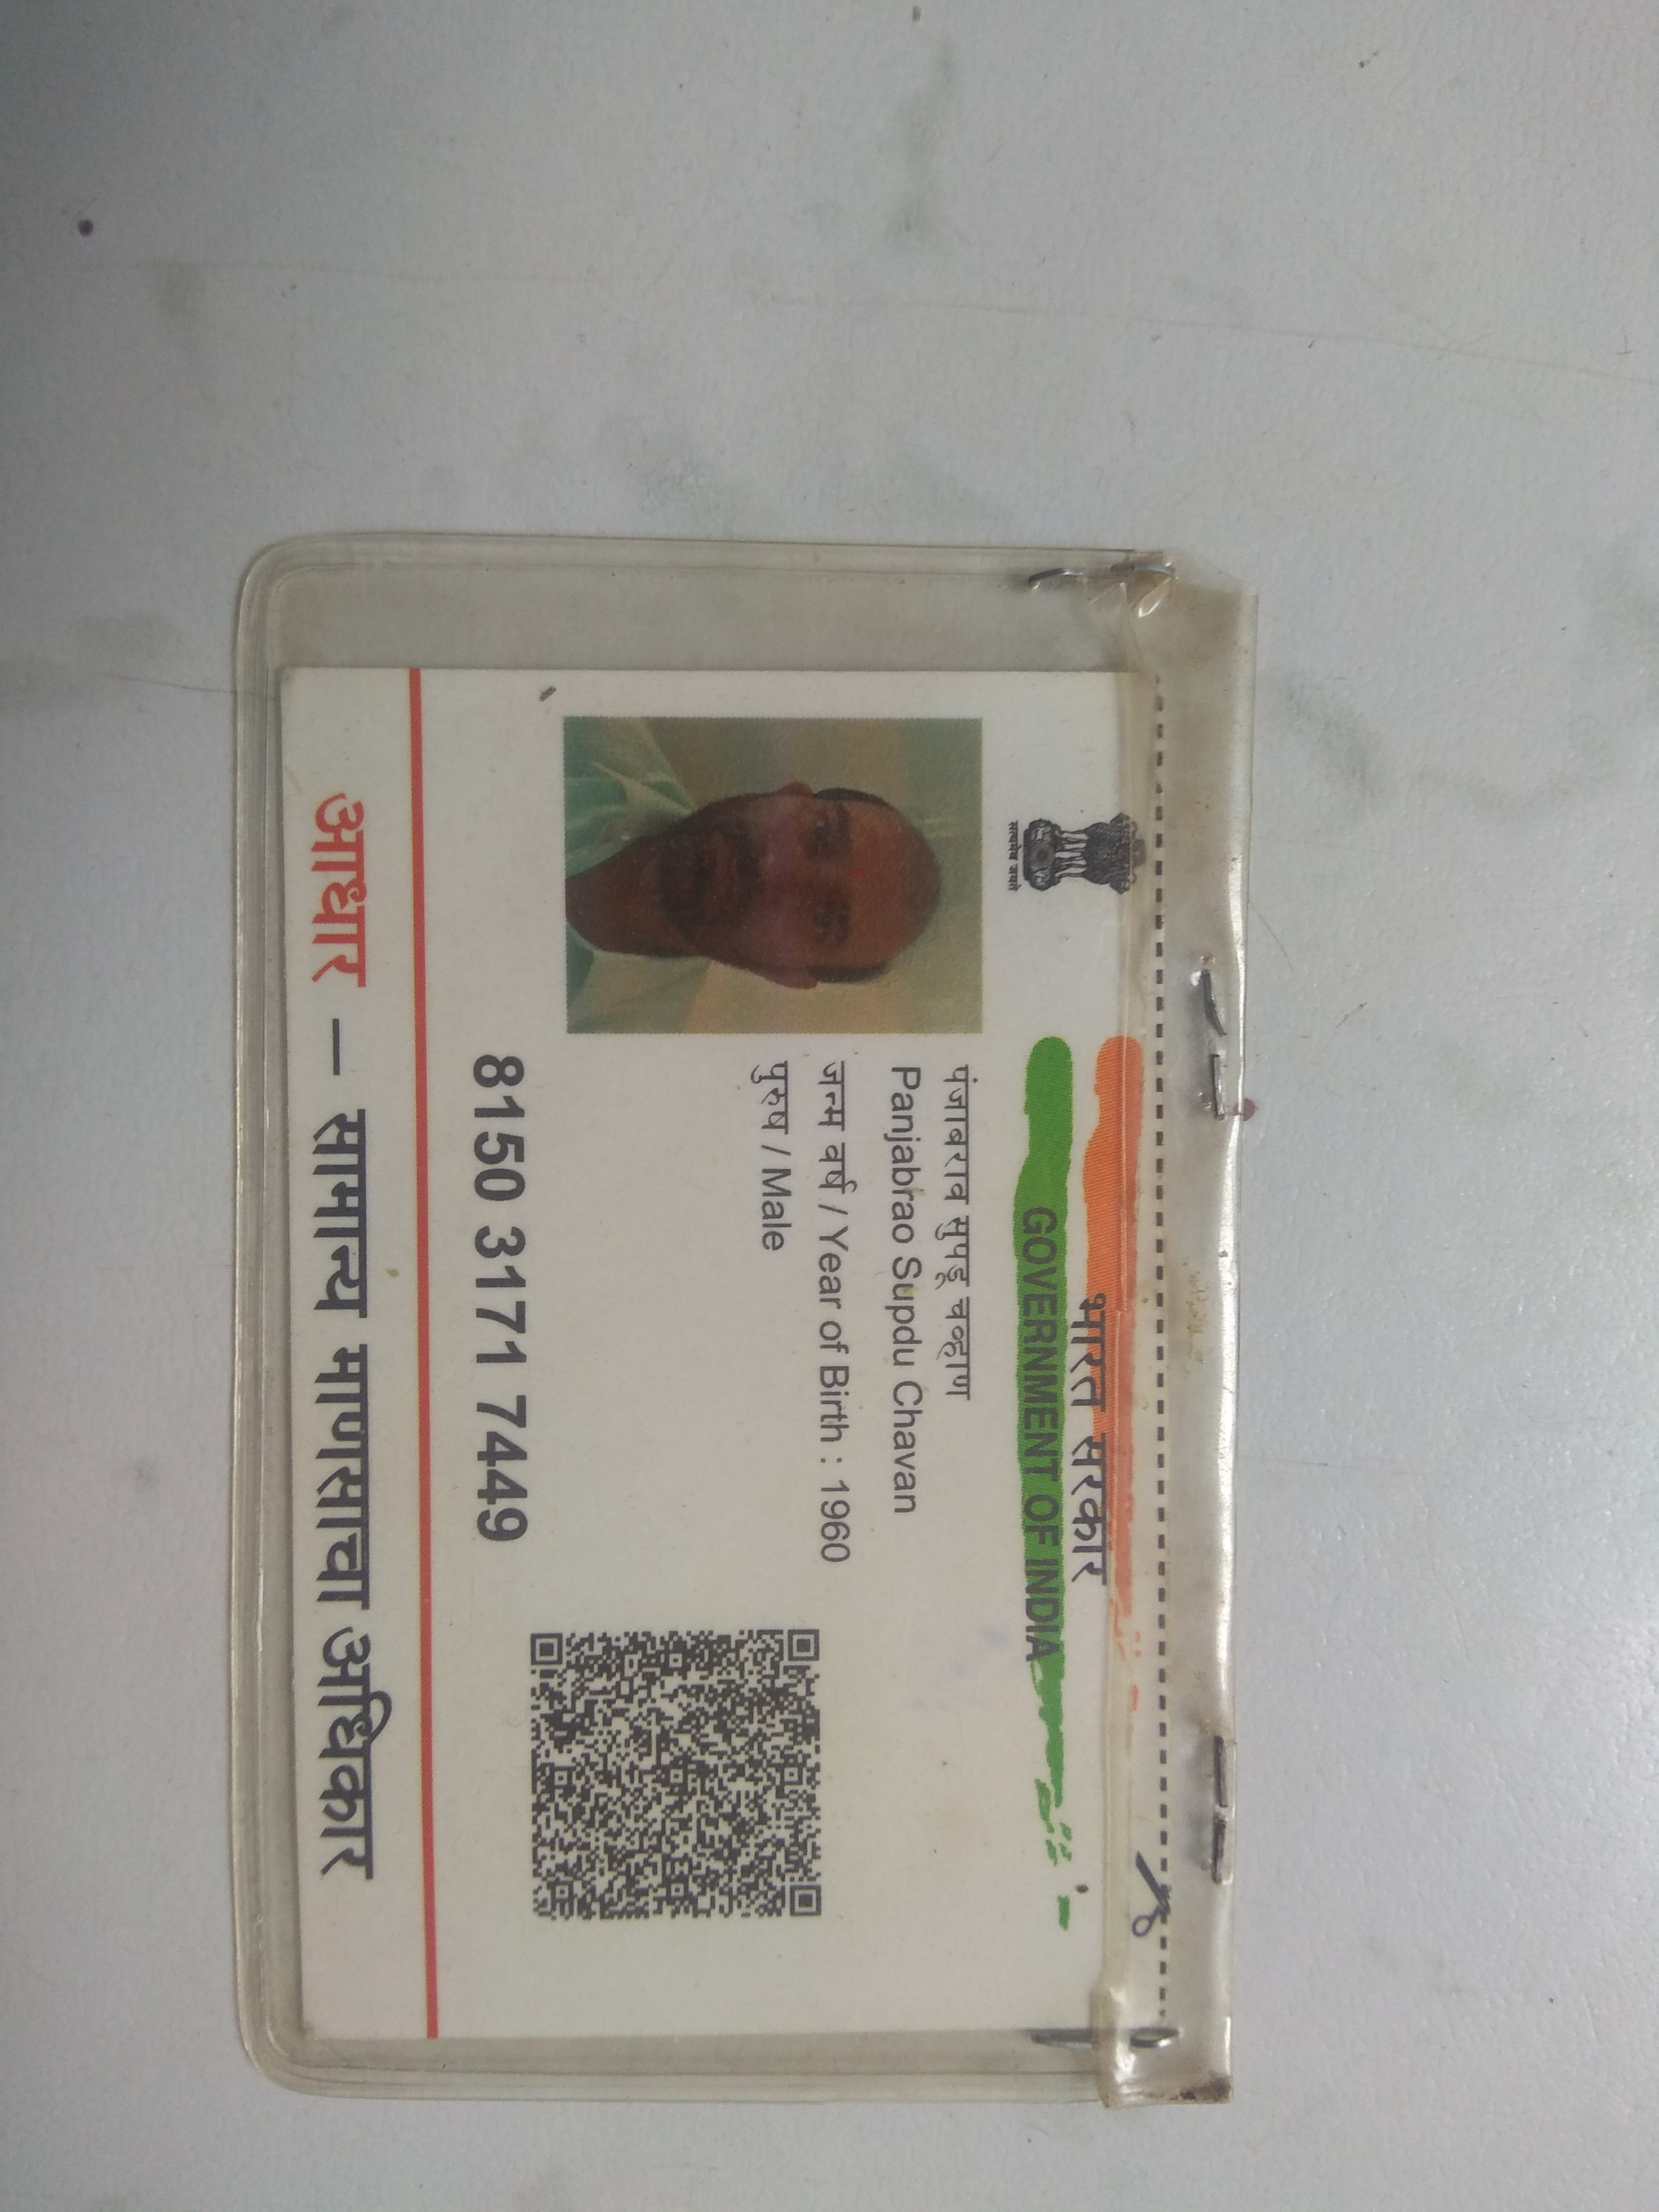 भारत सरकार
GOVERNMENT OF INDIA
सत्यमेव जयते
पंजाबराव सुपडू चव्हाण
Panjabrao Supdu Chavan
जन्म वर्ष / Year of Birth : 1960
पुरुष / Male
8150 3171 7449
आधार – सामान्य माणसाचा अधिकार